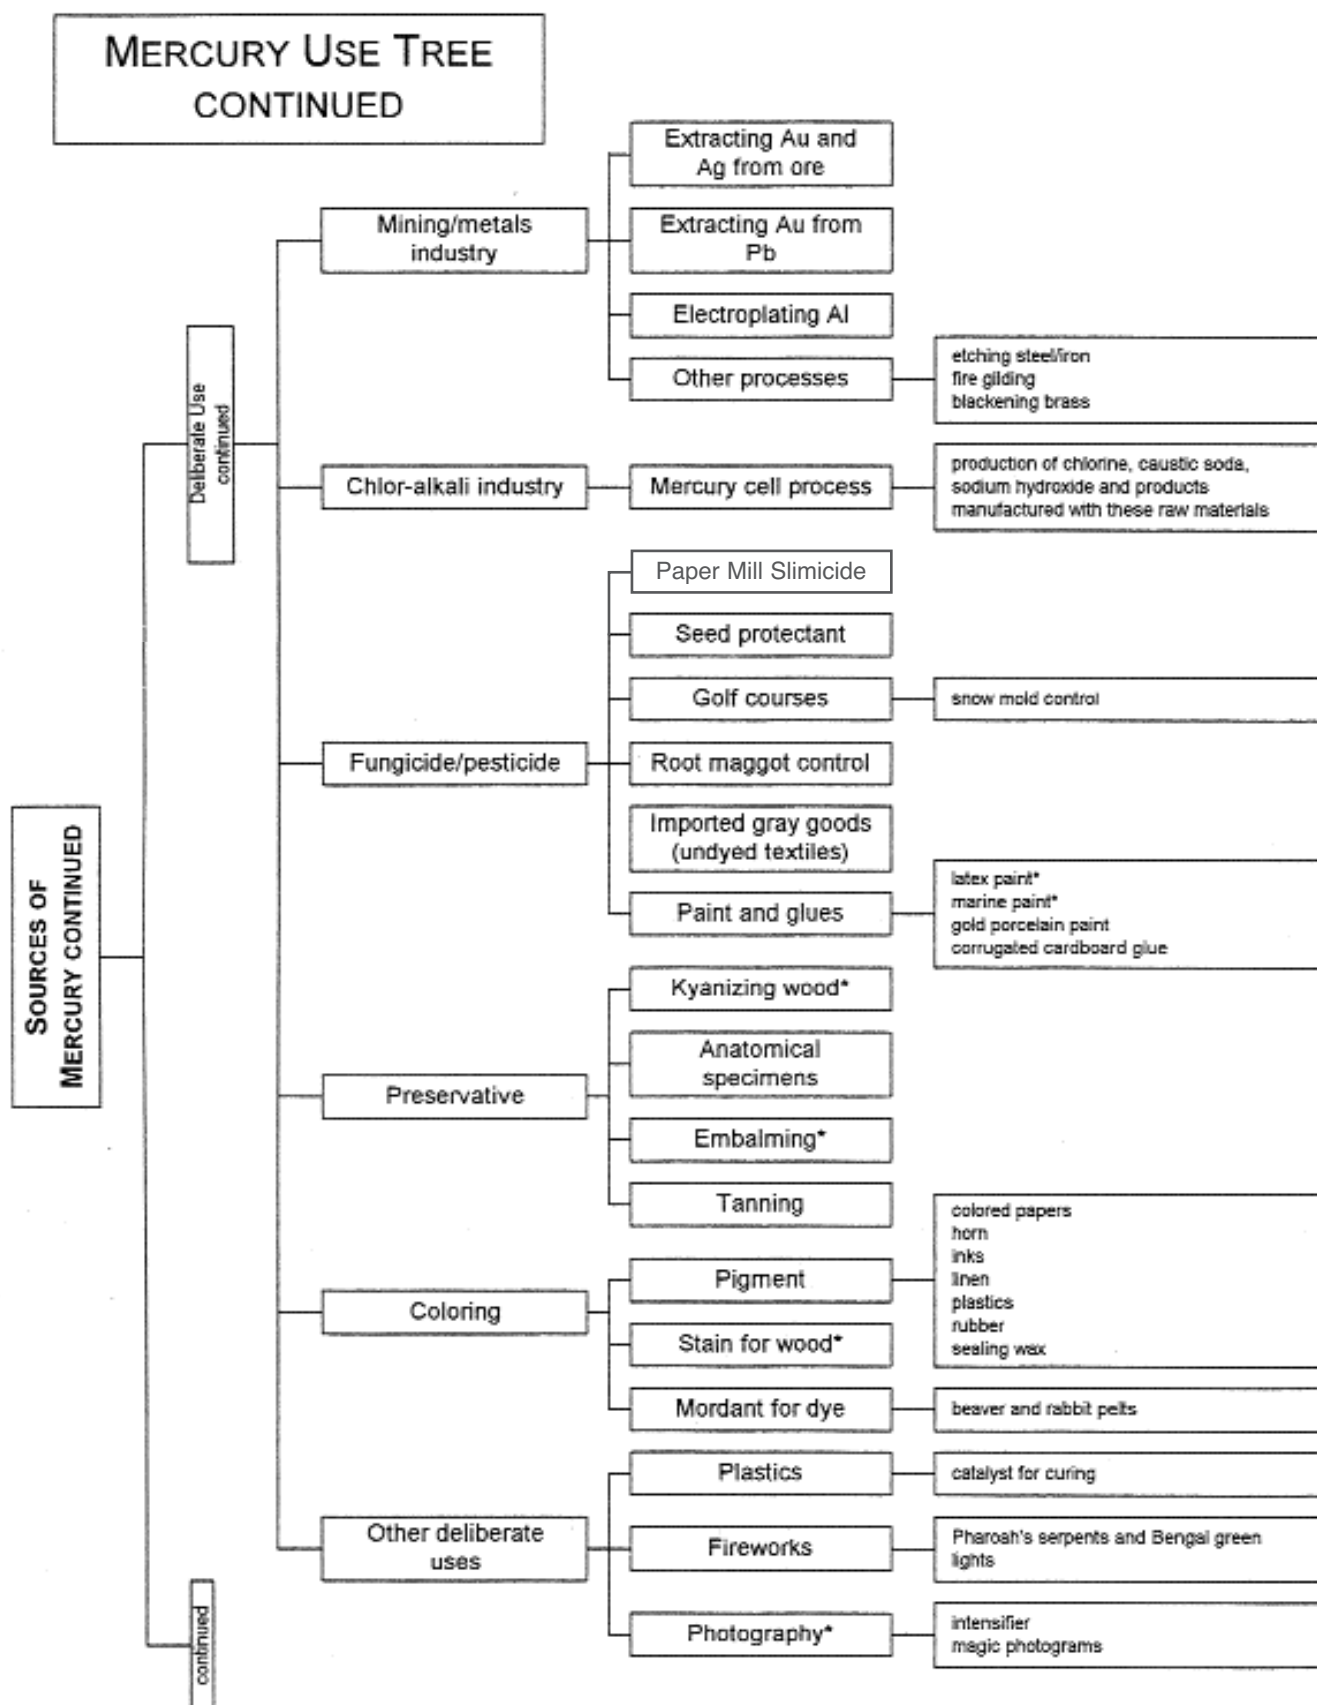 MERCURY USE TREE
CONTINUED
SOURCES OF
MERCURY CONTINUED
Deliberate Use
continued
Mining/metals
industry
Extracting Au and
Ag from ore
Extracting Au from
Pb
Electroplating Al
Other processes
etching steel/iron
fire gilding
blackening brass
Chlor-alkali industry
Mercury cell process
production of chlorine, caustic soda,
sodium hydroxide and products
manufactured with these raw materials
Fungicide/pesticide
Paper Mill Slimicide
Seed protectant
Golf courses
snow mold control
Root maggot control
Imported gray goods
(undyed textiles)
Paint and glues
latex paint*
marine paint*
gold porcelain paint
corrugated cardboard glue
Preservative
Kyanizing wood*
Anatomical
specimens
Embalming*
Tanning
Coloring
Pigment
colored papers
horn
inks
linen
plastics
rubber
sealing wax
Stain for wood*
Mordant for dye
beaver and rabbit pelts
Other deliberate
uses
Plastics
catalyst for curing
Fireworks
Pharoah's serpents and Bengal green
lights
Photography*
intensifier
magic photograms
continued